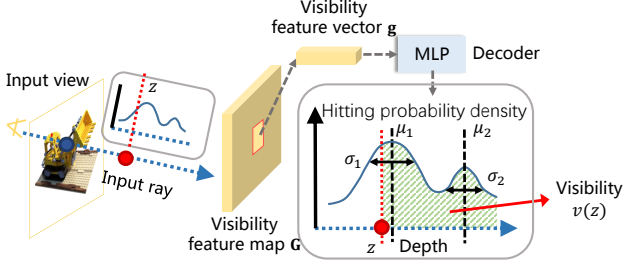 Visibility
feature vector g
MLP
Decoder
Input view
z
Input ray
Visibility
feature map G
Hitting probability density
μ1
μ2
σ1
σ2
z
Depth
Visibility
v(z)